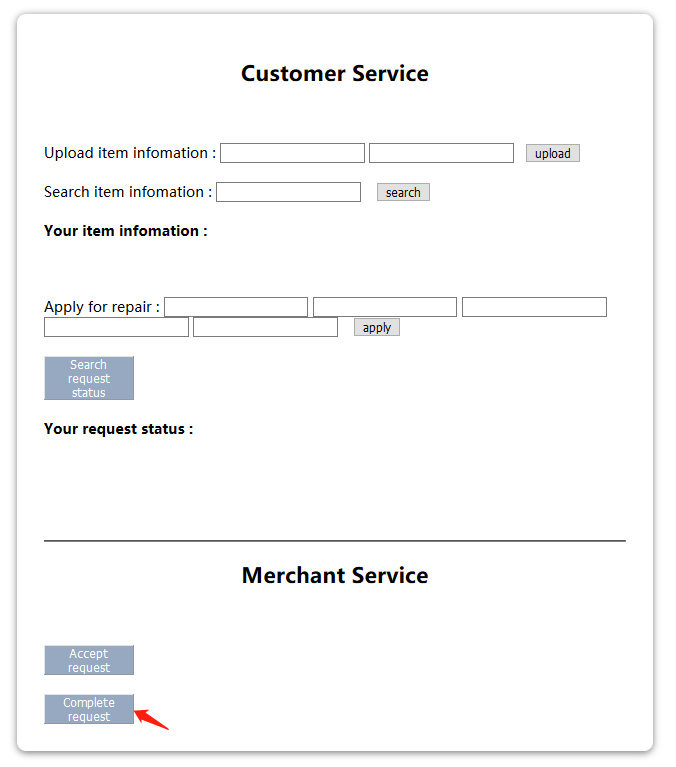 Customer Service
Upload item infomation :
upload
Search item infomation :
search
Your item infomation :
Apply for repair :
apply
Search
request
status
Your request status :
Merchant Service
Accept
request
Complete
request